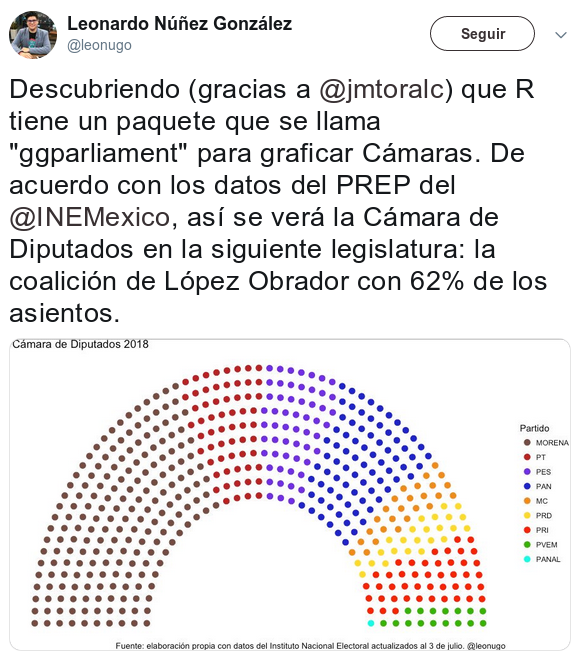 Leonardo Núñez González
@leonugo
Seguir
Descubriendo (gracias a @jmtoralc) que R
tiene un paquete que se llama
"ggparliament" para graficar Cámaras. De
acuerdo con los datos del PREP del
@INEMexico, así se verá la Cámara de
Diputados en la siguiente legislatura: la
coalición de López Obrador con 62% de los
asientos.
Cámara de Diputados 2018
Partido
MORENA
PT
PES
PAN
MC
PRD
PRI
PVEM
PANAL
Fuente: elaboración propia con datos del Instituto Nacional Electoral actualizados al 3 de julio. @leonugo